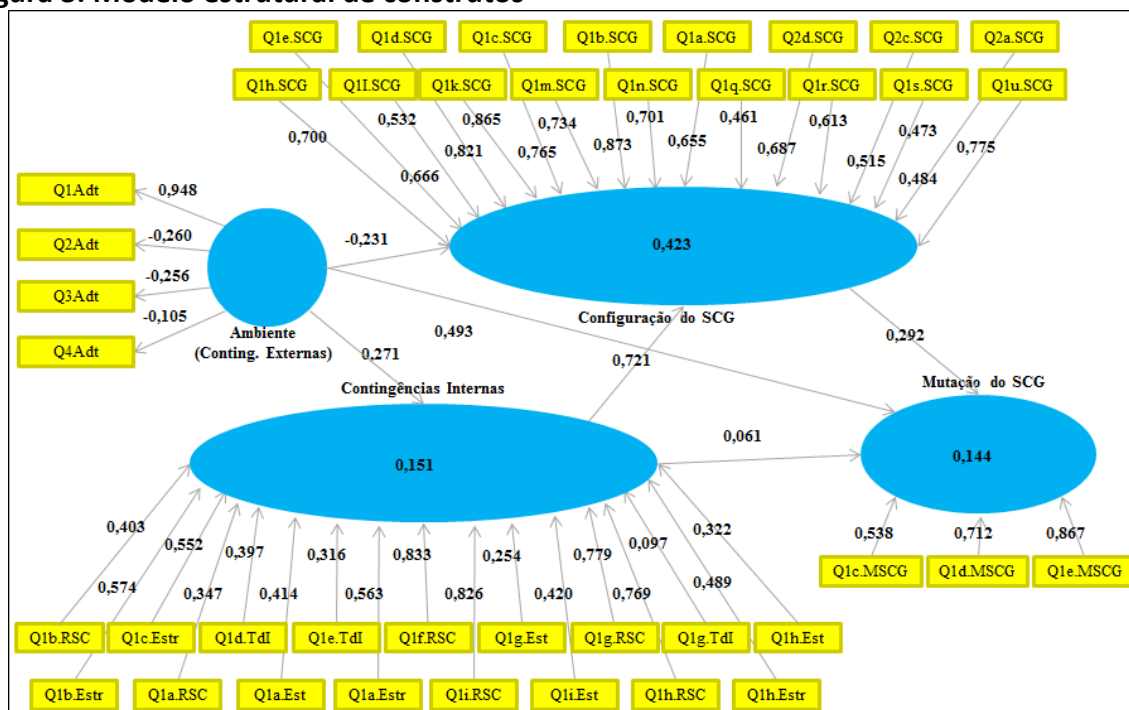 gura 3. Modelo estrutural de construtos
Q1e.SCG Q1d.SCG Q1c.SCG Q1b.SCG Q1a.SCG Q2d.SCG Q2c.SCG Q2a.SCG
Q1h.SCG Q1I.SCG Q1k.SCG Q1m.SCG Q1n.SCG Q1q.SCG Q1r.SCG Q1s.SCG Q1u.SCG
0,700 0,532 0,865 0,734 0,701 0,461 0,613 0,473
0,666 0,821 0,765 0,873 0,655 0,687 0,515 0,484 0,775
Q1Adt 0,948
Q2Adt -0,260
Q3Adt -0,256
Q4Adt -0,105
-0,231
0,423
Ambiente
(Conting. Externas)
Configuração do SCG
0,493
0,271
0,721
0,292
Contingências Internas
Mutação do SCG
0,151
0,061
0,144
0,403 0,552 0,397 0,316 0,833 0,254 0,779 0,097 0,322
0,574 0,347 0,414 0,563 0,826 0,420 0,769 0,489
0,538 0,712 0,867
Q1c.MSCG Q1d.MSCG Q1e.MSCG
Q1b.RSC Q1c.Estr Q1d.TdI Q1e.TdI Q1f.RSC Q1g.Est Q1g.RSC Q1g.TdI Q1h.Est
Q1b.Estr Q1a.RSC Q1a.Est Q1a.Estr Q1i.RSC Q1i.Est Q1h.RSC Q1h.Estr